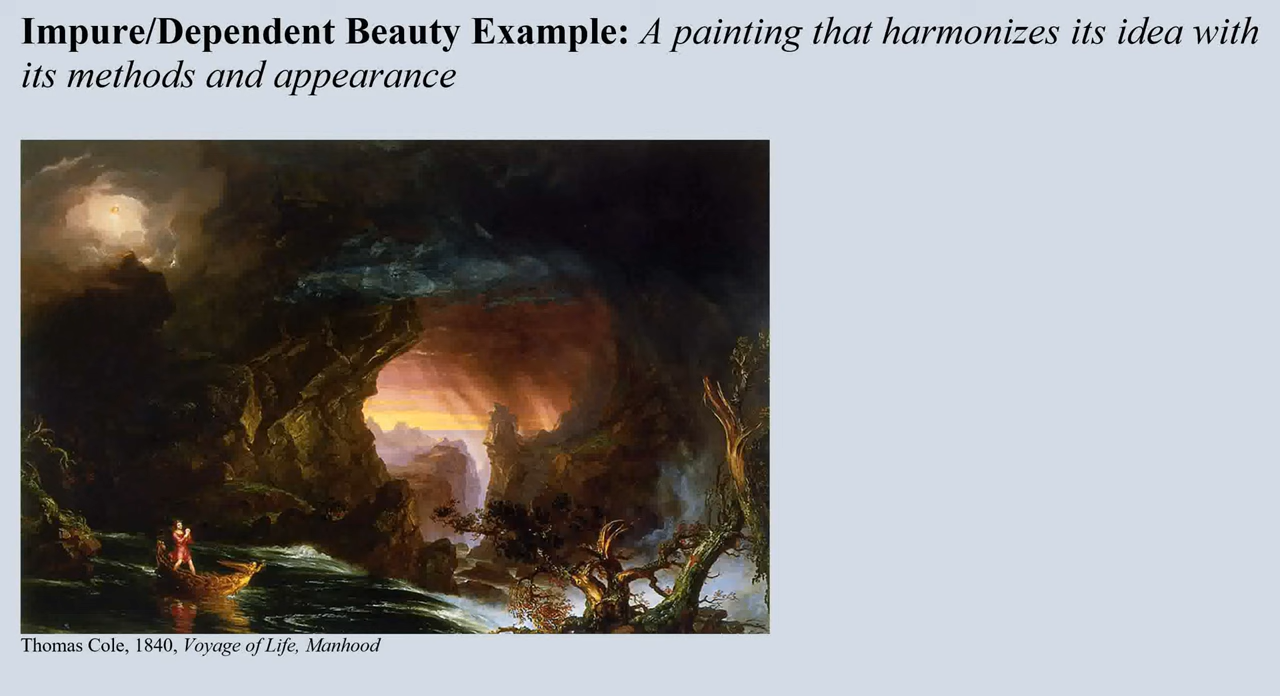 Impure/Dependent Beauty Example: A painting that harmonizes its idea with
its methods and appearance
Thomas Cole, 1840, Voyage of Life, Manhood